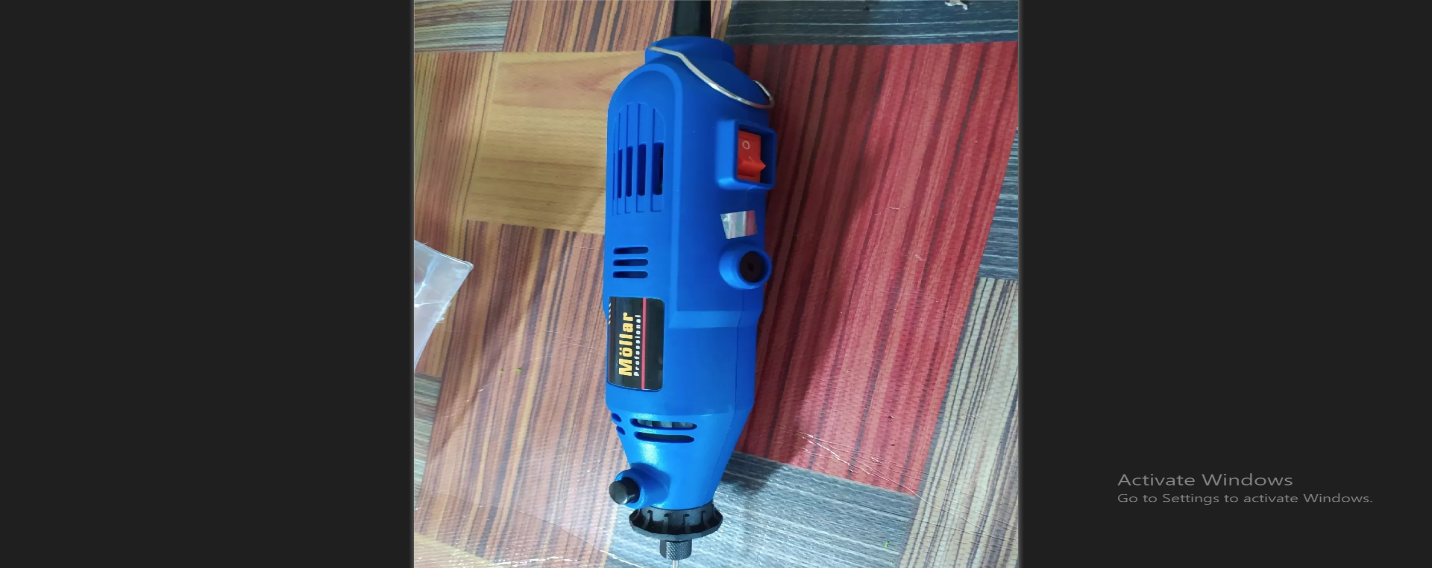 Möllar
Professional
Activate Windows
Go to Settings to activate Windows.